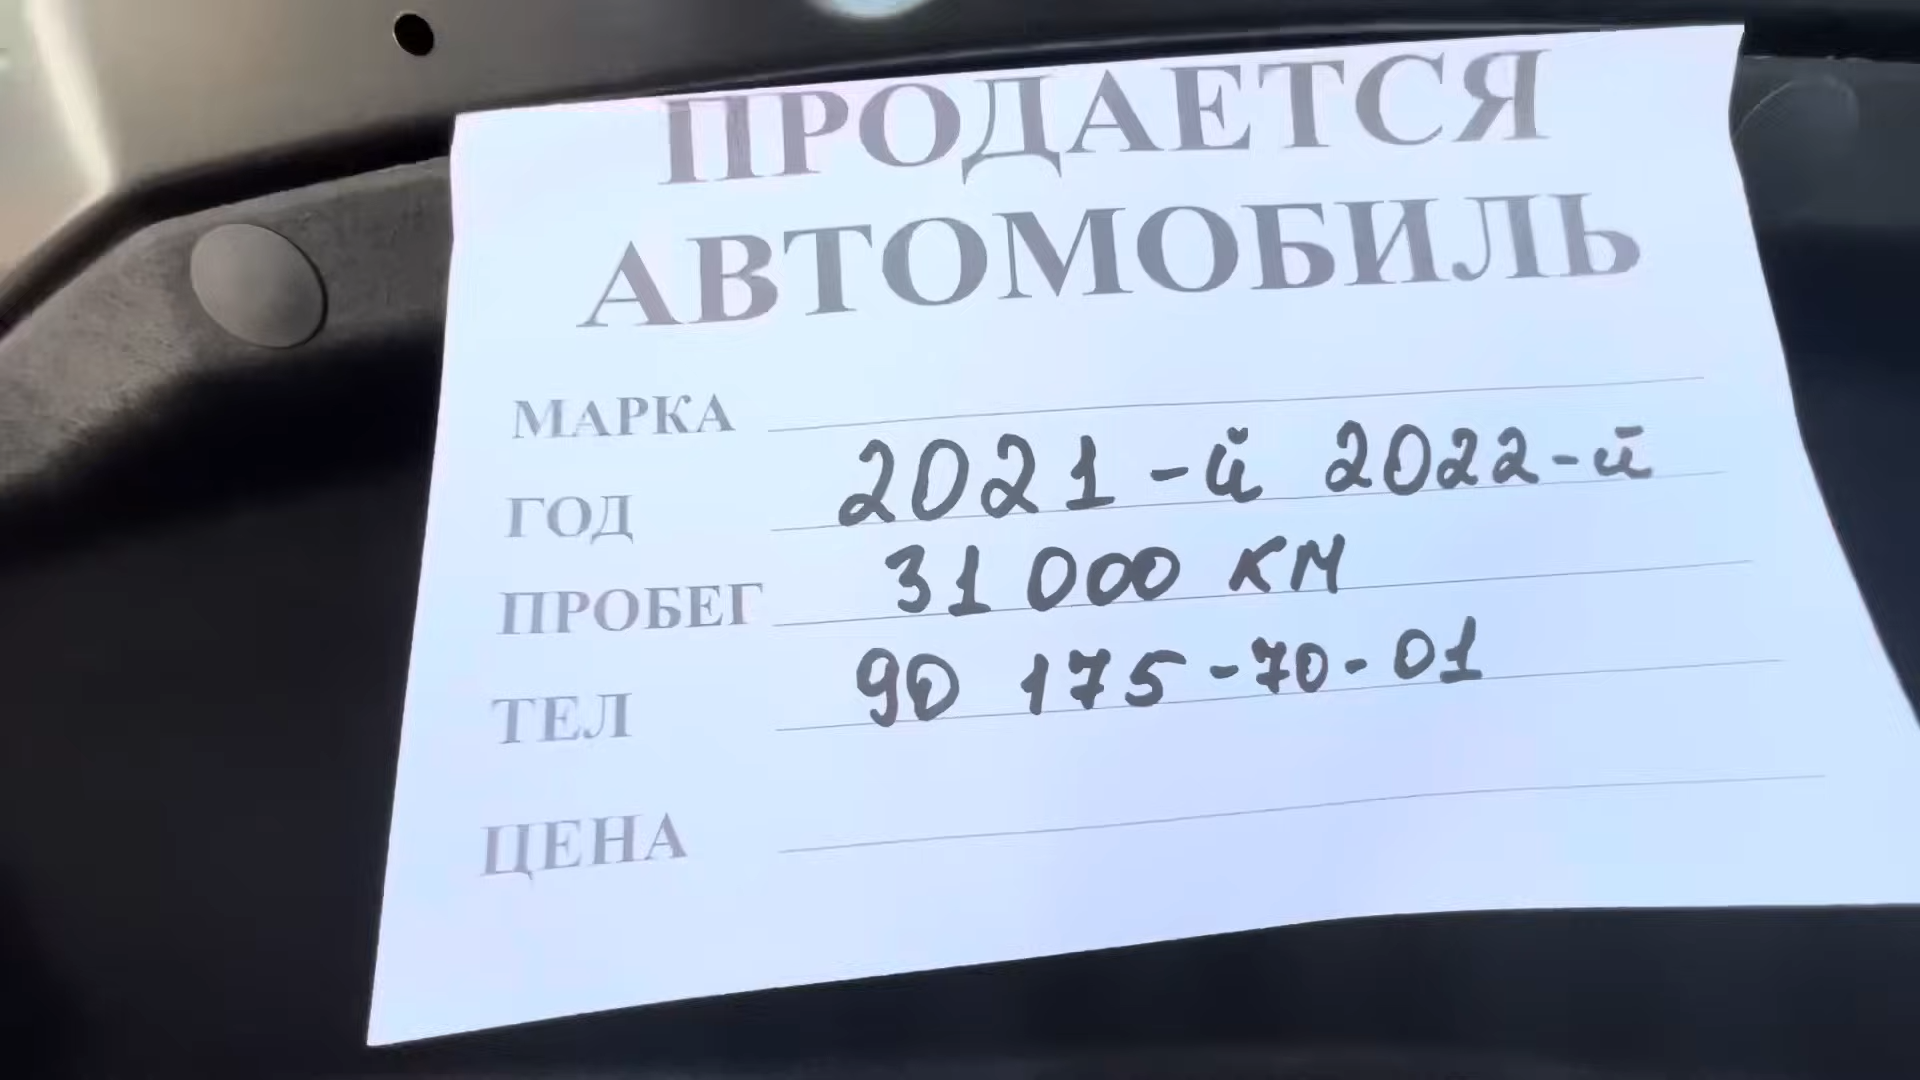 ПРОДАЕТСЯ
АВТОМОБИЛЬ
МАРКА
ГОД 2021-й 2022-й
ПРОБЕГ 31 000 КМ
ТЕЛ 90 175-70-01
ЦЕНА